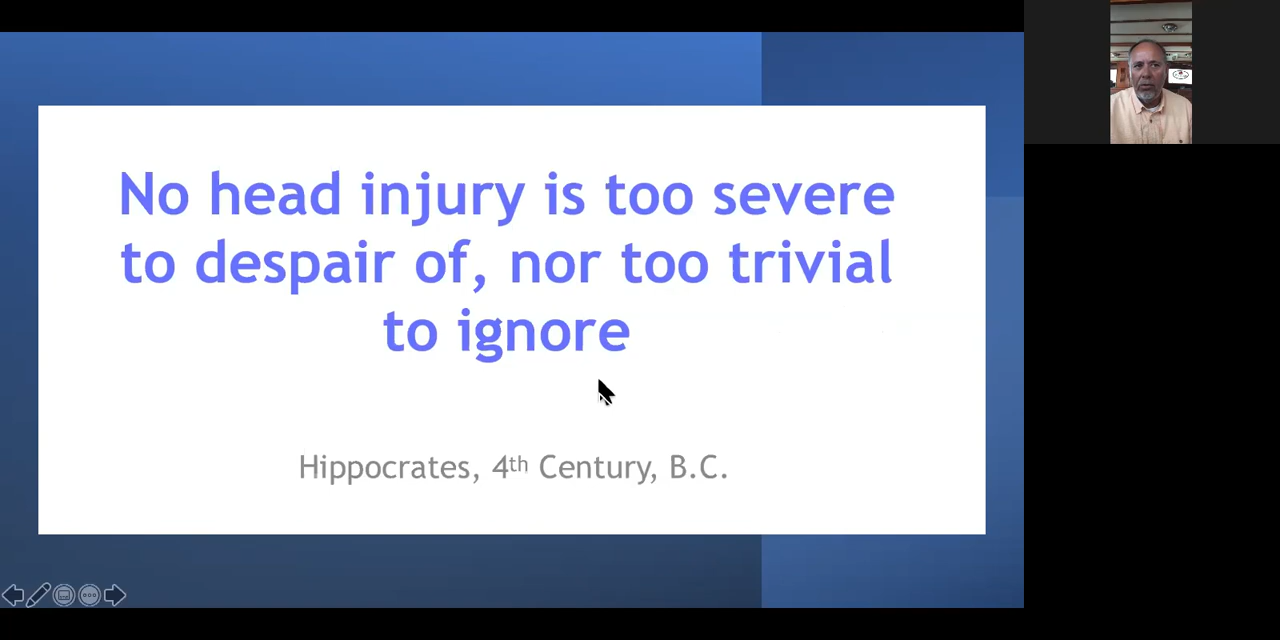 No head injury is too severe
to despair of, nor too trivial
to ignore
Hippocrates, 4th Century, B.C.